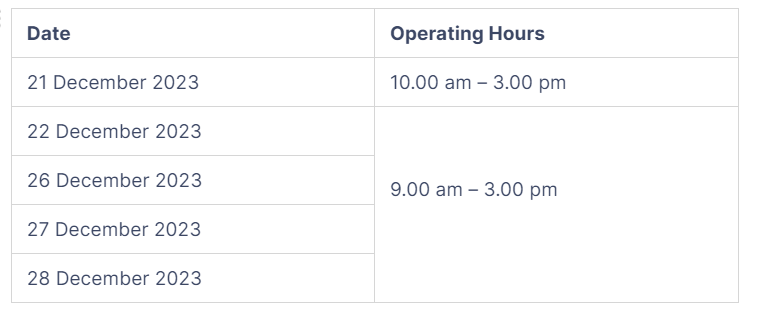 Date Operating Hours
21 December 2023 10.00 am – 3.00 pm
22 December 2023
26 December 2023
9.00 am – 3.00 pm
27 December 2023
28 December 2023